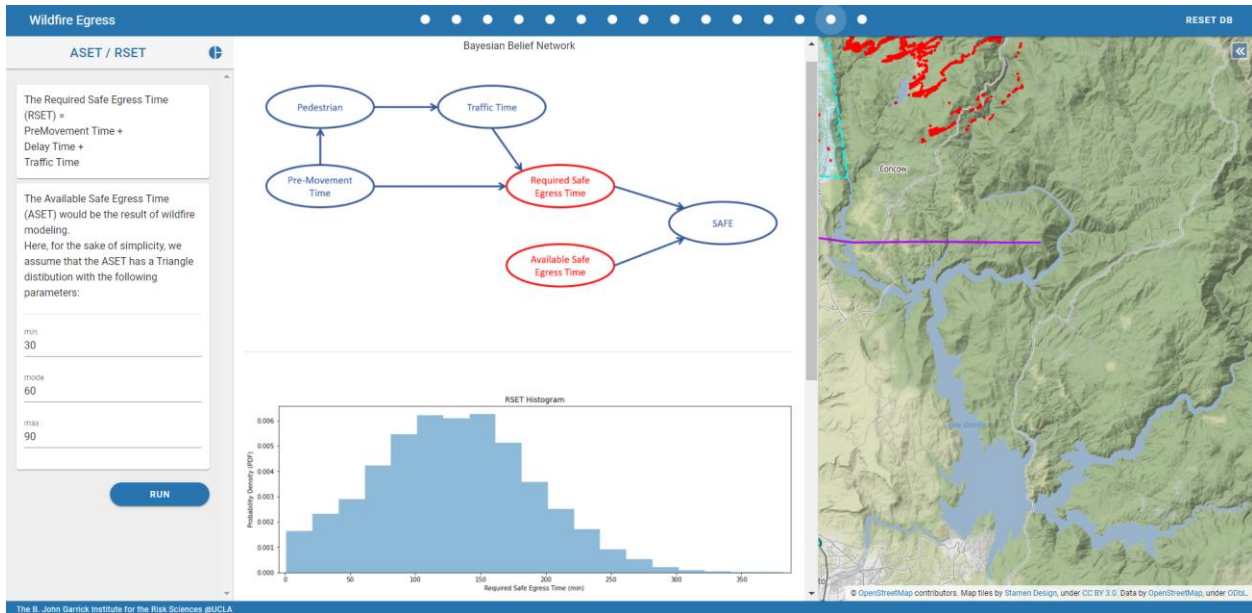 Wildfire Egress
RESET DB
ASET / RSET
The Required Safe Egress Time
(RSET) =
PreMovement Time +
Delay Time +
Traffic Time
The Available Safe Egress Time
(ASET) would be the result of wildfire
modeling.
Here, for the sake of simplicity, we
assume that the ASET has a Triangle
distibution with the following
parameters:
min
30
mode
60
max
90
RUN
Bayesian Belief Network
Pedestrian
Traffic Time
Pre-Movement
Time
Required Safe
Egress Time
SAFE
Available Safe
Egress Time
RSET Histogram
Probability Density (PDF)
0.006
0.005
0.004
0.003
0.002
0.001
0.000
0
50
100
150
200
250
300
350
Required Safe Egress Time (min)
«
Concow
© OpenStreetMap contributors. Map tiles by Stamen Design, under CC BY 3.0. Data by OpenStreetMap, under ODbL.
The B. John Garrick Institute for the Risk Sciences @UCLA